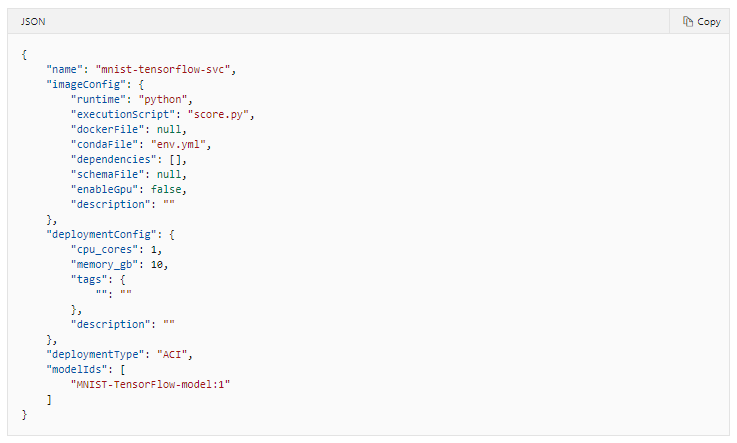 JSON
Copy
{
    "name": "mnist-tensorflow-svc",
    "imageConfig": {
        "runtime": "python",
        "executionScript": "score.py",
        "dockerFile": null,
        "condaFile": "env.yml",
        "dependencies": [],
        "schemaFile": null,
        "enableGpu": false,
        "description": ""
    },
    "deploymentConfig": {
        "cpu_cores": 1,
        "memory_gb": 10,
        "tags": {
            "": ""
        },
        "description": ""
    },
    "deploymentType": "ACI",
    "modelIds": [
        "MNIST-TensorFlow-model:1"
    ]
}